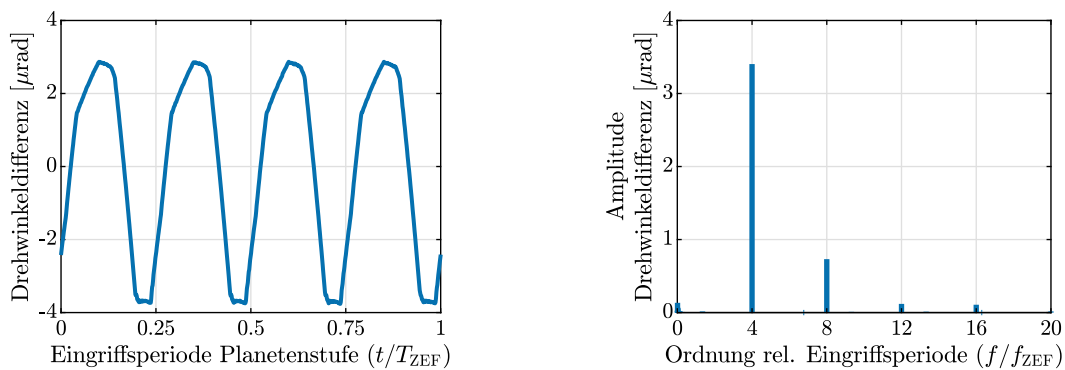 Drehwinkeldifferenz [μrad]
4
2
0
-2
-4
0 0.25 0.5 0.75 1
Eingriffsperiode Planetenstufe (t/T_ZEF)
Amplitude
Drehwinkeldifferenz [μrad]
4
3
2
1
0
0 4 8 12 16 20
Ordnung rel. Eingriffsperiode (f/f_ZEF)